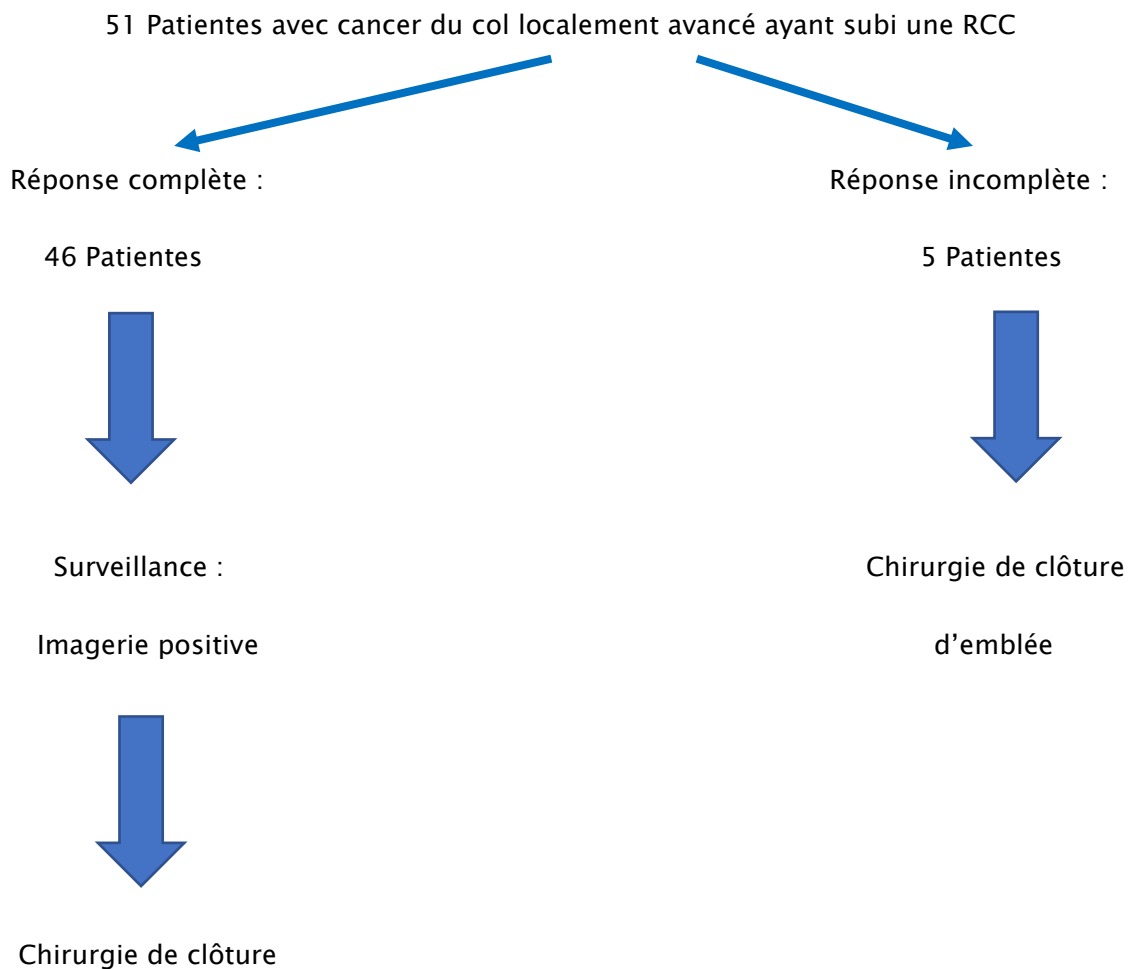 51 Patientes avec cancer du col localement avancé ayant subi une RCC
Réponse complète :
46 Patientes
Surveillance :
Imagerie positive
Chirurgie de clôture
Réponse incomplète :
5 Patientes
Chirurgie de clôture
d’emblée